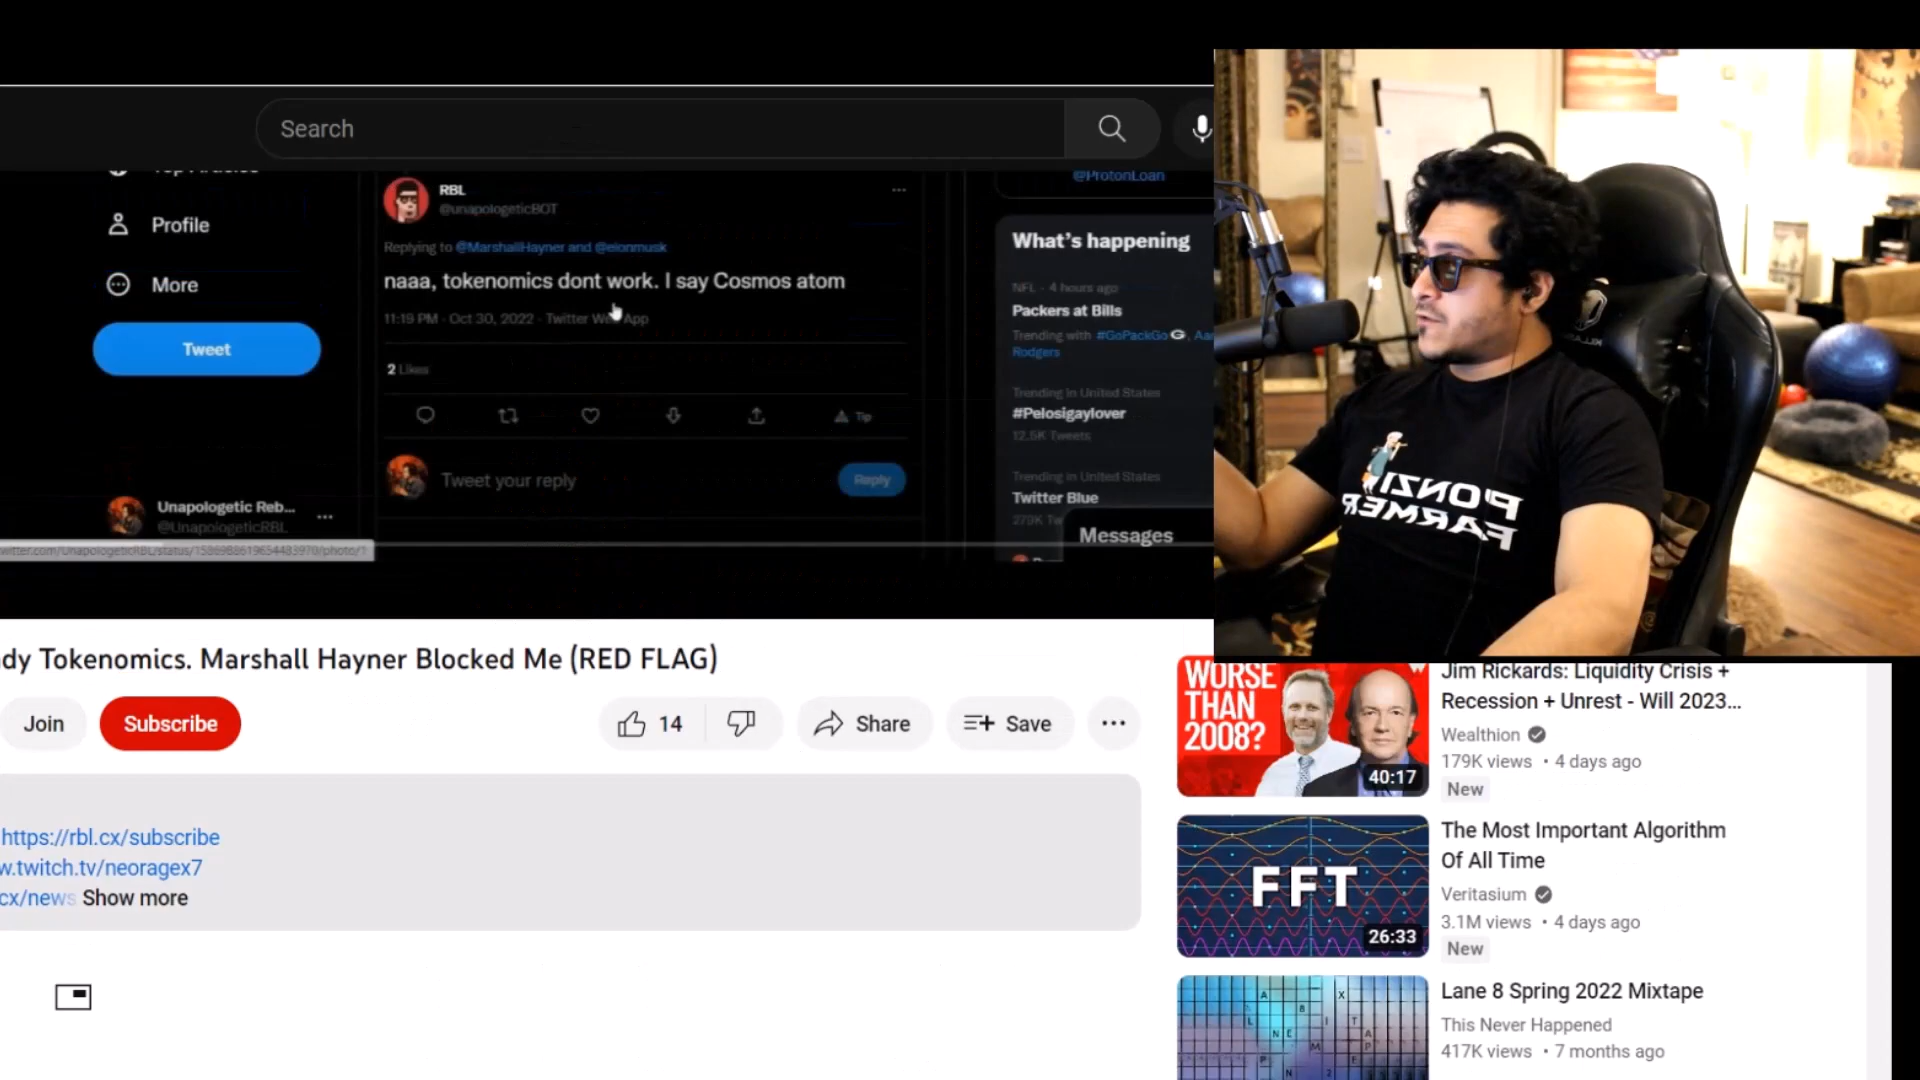 Search
Profile
More
Tweet
Unapologetic Reb...
@UnapologeticRBL
RBL
@unapologeticBOT
Replying to @MarshallHayner and @elonmusk
naaa, tokenomics dont work. I say Cosmos atom
11:19 PM · Oct 30, 2022 · Twitter Web App
2 Likes
Tip
Tweet your reply
Reply
@ProtonLoan
What's happening
NFL · 4 hours ago
Packers at Bills
Trending with #GoPackGo
Rodgers
Trending in United States
#Pelosigaylover
12.5K Tweets
Trending in United States
Twitter Blue
Messages
PONZI
FARMER
dy Tokenomics. Marshall Hayner Blocked Me (RED FLAG)
Join
Subscribe
14
Share
Save
https://rbl.cx/subscribe
w.twitch.tv/neoragex7
cx/news Show more
WORSE
THAN
2008?
40:17
Jim Rickards: Liquidity Crisis +
Recession + Unrest - Will 2023...
Wealthion
179K views • 4 days ago
New
FFT
26:33
The Most Important Algorithm
Of All Time
Veritasium
3.1M views • 4 days ago
New
Lane 8 Spring 2022 Mixtape
This Never Happened
417K views • 7 months ago